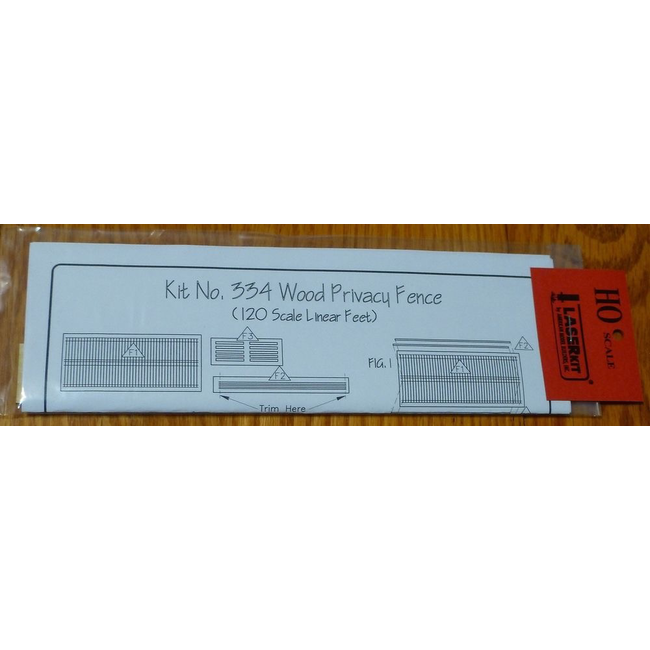 Kit No. 334 Wood Privacy Fence
(120 Scale Linear Feet)
F1
F3
F2
Trim Here
FIG. 1
F2
F1
HO
SCALE
LASERKIT